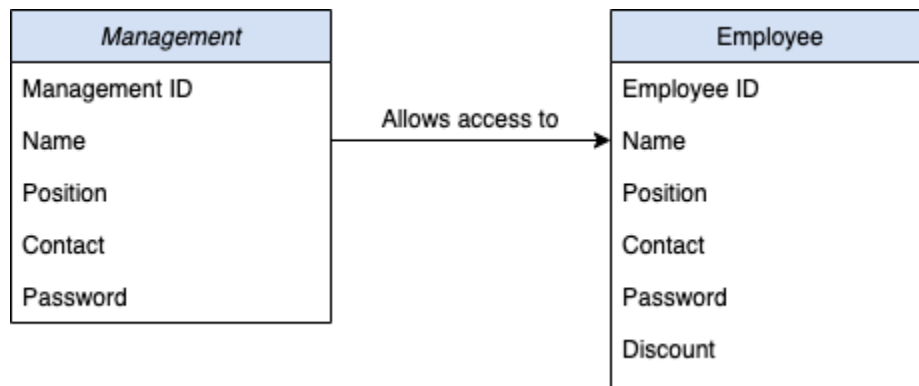 Management
Management ID
Name
Position
Contact
Password
Allows access to
Employee
Employee ID
Name
Position
Contact
Password
Discount